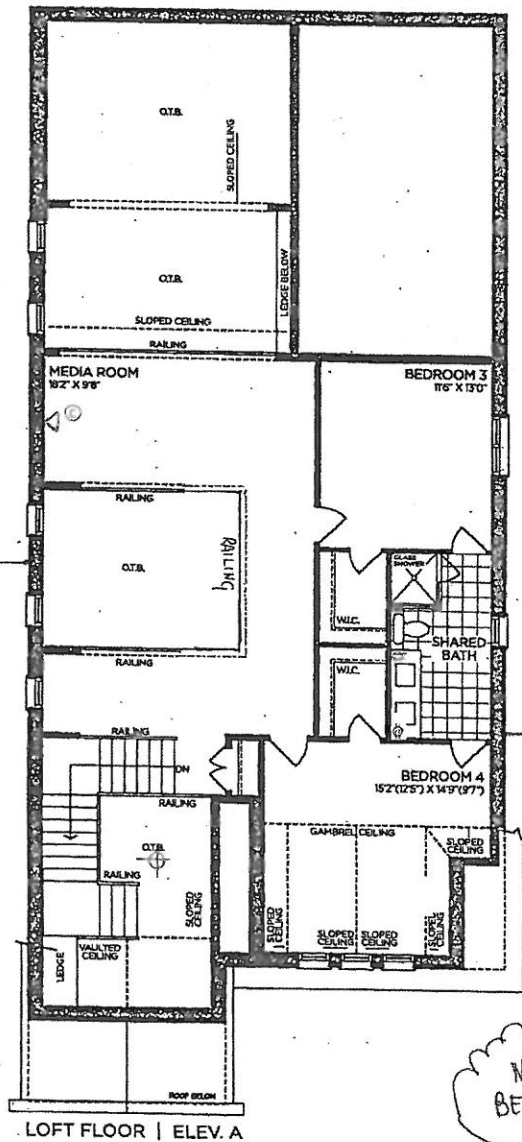 O.T.B.
SLOPED CEILING
O.T.B.
LEDGE BELOW
SLOPED CEILING
RAILING
MEDIA ROOM
18'2" X 9'8"
BEDROOM 3
11'6" X 13'0"
©
RAILING
O.T.B.
RAILING
GLASS
SHOWER
W.I.C.
SHARED
BATH
RAILING
W.I.C.
RAILING
DN
RAILING
BEDROOM 4
15'2"(12'5") X 14'9"(9'7")
O.T.B.
GAMBREL CEILING
SLOPED
CEILING
RAILING
SLOPED
CEILING
SLOPED
CEILING
SLOPED
CEILING
SLOPED
CEILING
SLOPED
CEILING
LEDGE
VAULTED
CEILING
ROOF BELOW
N
BE
LOFT FLOOR | ELEV. A